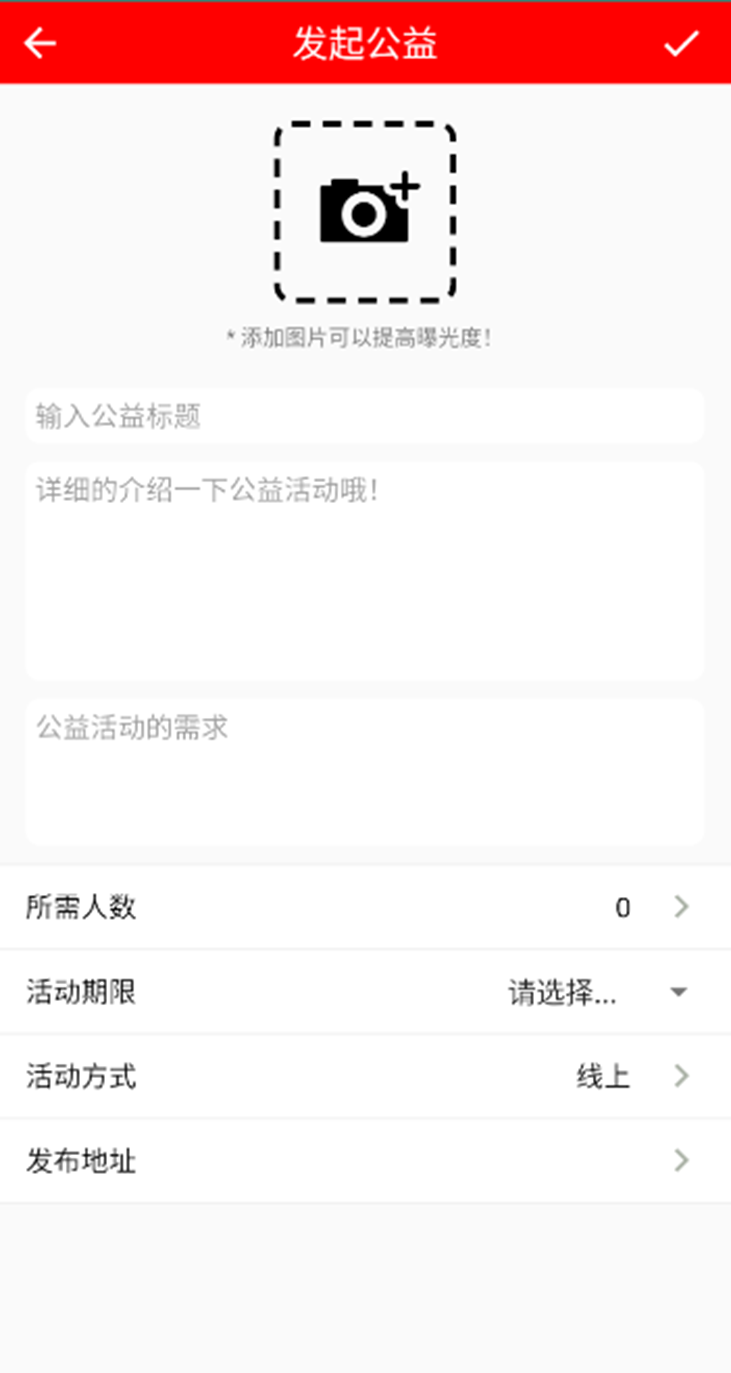 发起公益
* 添加图片可以提高曝光度!
输入公益标题
详细的介绍一下公益活动哦!
公益活动的需求
所需人数 0
活动期限 请选择...
活动方式 线上
发布地址